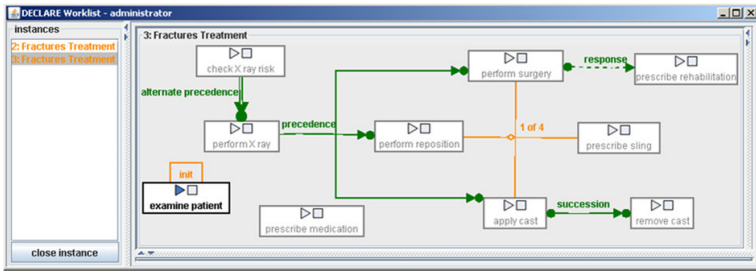 DECLARE Worklist - administrator
instances
2: Fractures Treatment
3: Fractures Treatment
close instance
3: Fractures Treatment
check X ray risk
perform surgery
response
prescribe rehabilitation
alternate precedence
perform X ray
precedence
perform reposition
1 of 4
prescribe sling
init
examine patient
prescribe medication
apply cast
succession
remove cast